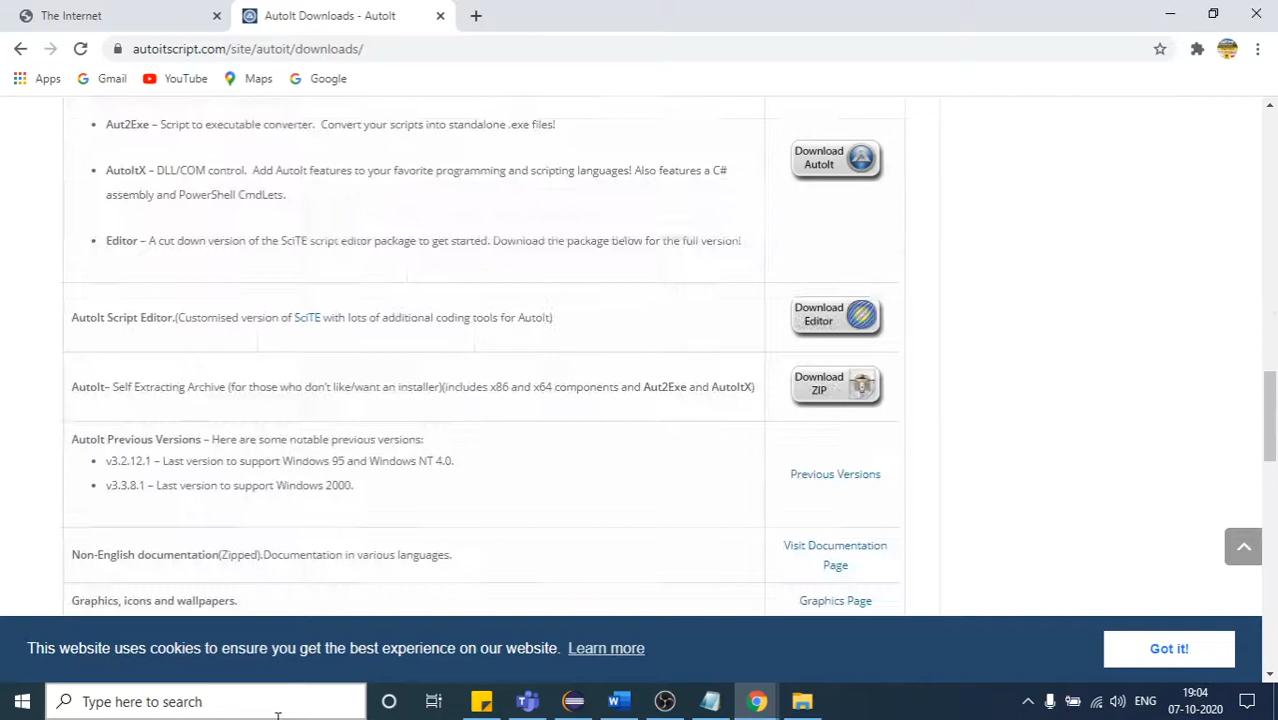 The Internet
AutoIt Downloads - AutoIt
autoitscript.com/site/autoit/downloads/
Apps
Gmail
YouTube
Maps
Google
Aut2Exe – Script to executable converter. Convert your scripts into standalone .exe files!
Download
AutoIt
AutoItX – DLL/COM control. Add AutoIt features to your favorite programming and scripting languages! Also features a C#
assembly and PowerShell CmdLets.
Editor – A cut down version of the SciTE script editor package to get started. Download the package below for the full version!
AutoIt Script Editor.(Customised version of SciTE with lots of additional coding tools for AutoIt)
Download
Editor
AutoIt– Self Extracting Archive (for those who don't like/want an installer)(includes x86 and x64 components and Aut2Exe and AutoItX)
Download
ZIP
AutoIt Previous Versions – Here are some notable previous versions:
v3.2.12.1 – Last version to support Windows 95 and Windows NT 4.0.
v3.3.8.1 – Last version to support Windows 2000.
Previous Versions
Non-English documentation(Zipped).Documentation in various languages.
Visit Documentation
Page
Graphics, icons and wallpapers.
Graphics Page
This website uses cookies to ensure you get the best experience on our website. Learn more
Got it!
Type here to search
ENG
19:04
07-10-2020